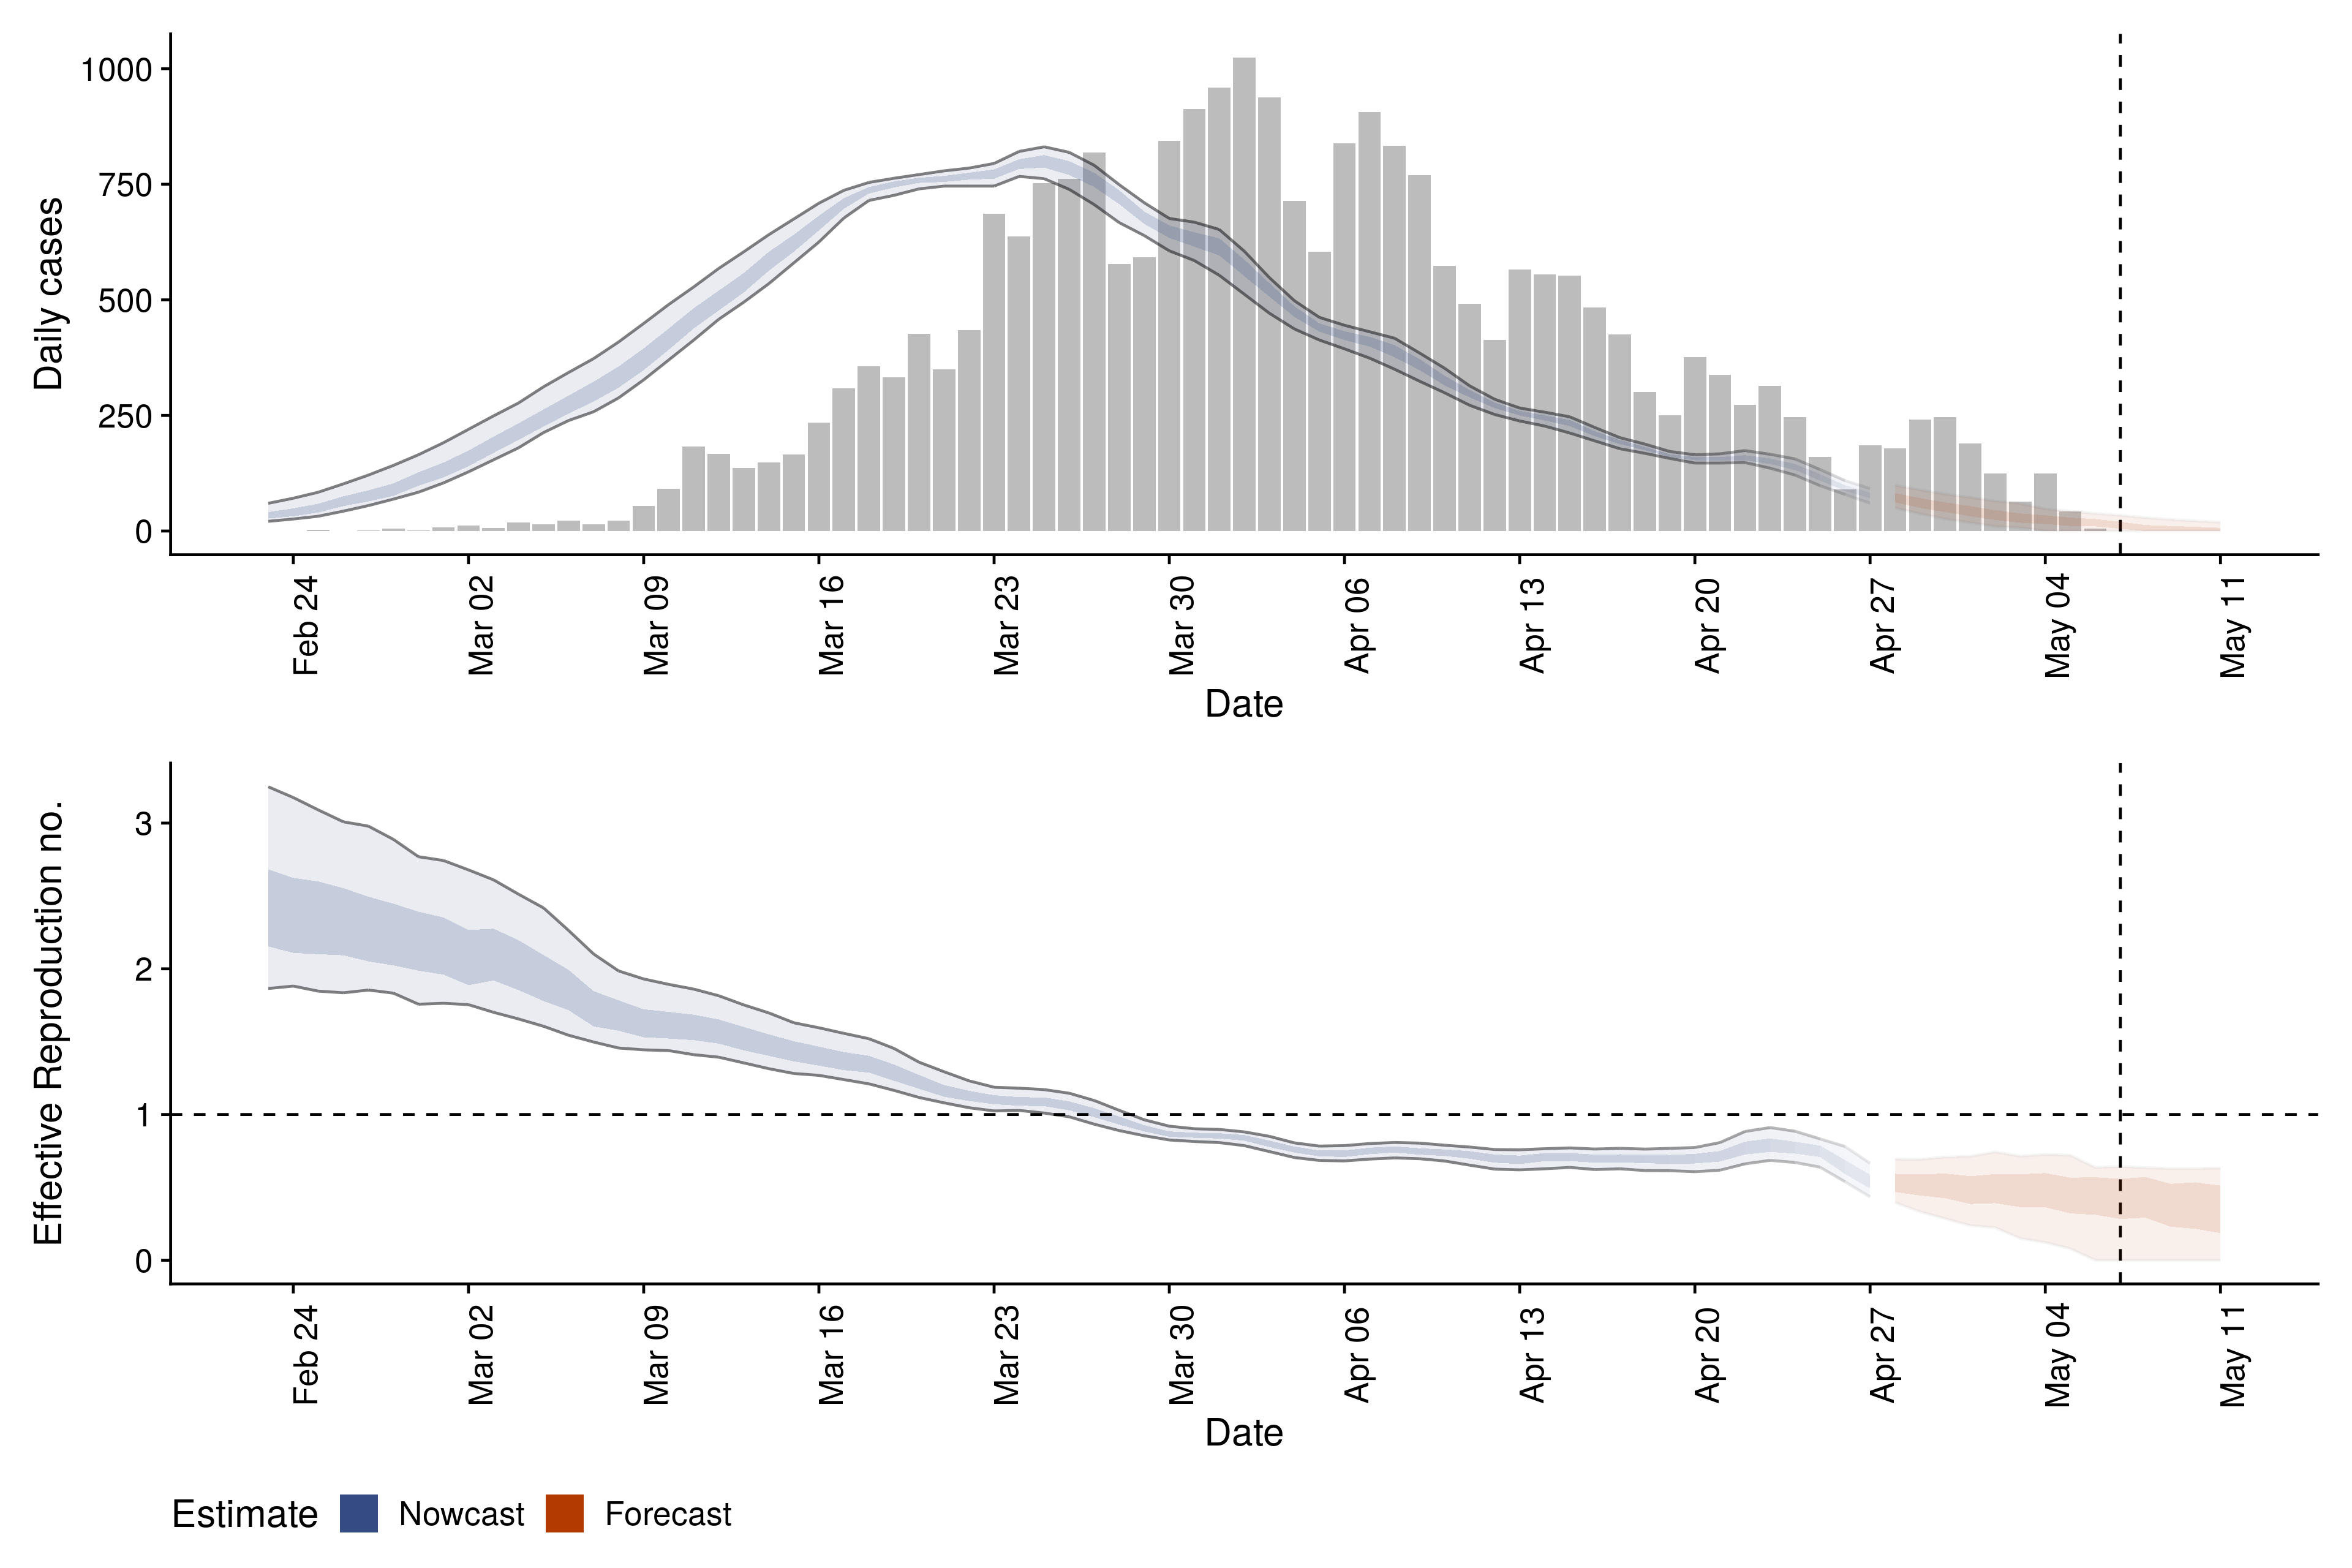 Daily cases
1000
750
500
250
0
Feb 24
Mar 02
Mar 09
Mar 16
Mar 23
Mar 30
Apr 06
Apr 13
Apr 20
Apr 27
May 04
May 11
Date
Effective Reproduction no.
3
2
1
0
Feb 24
Mar 02
Mar 09
Mar 16
Mar 23
Mar 30
Apr 06
Apr 13
Apr 20
Apr 27
May 04
May 11
Date
Estimate Nowcast Forecast